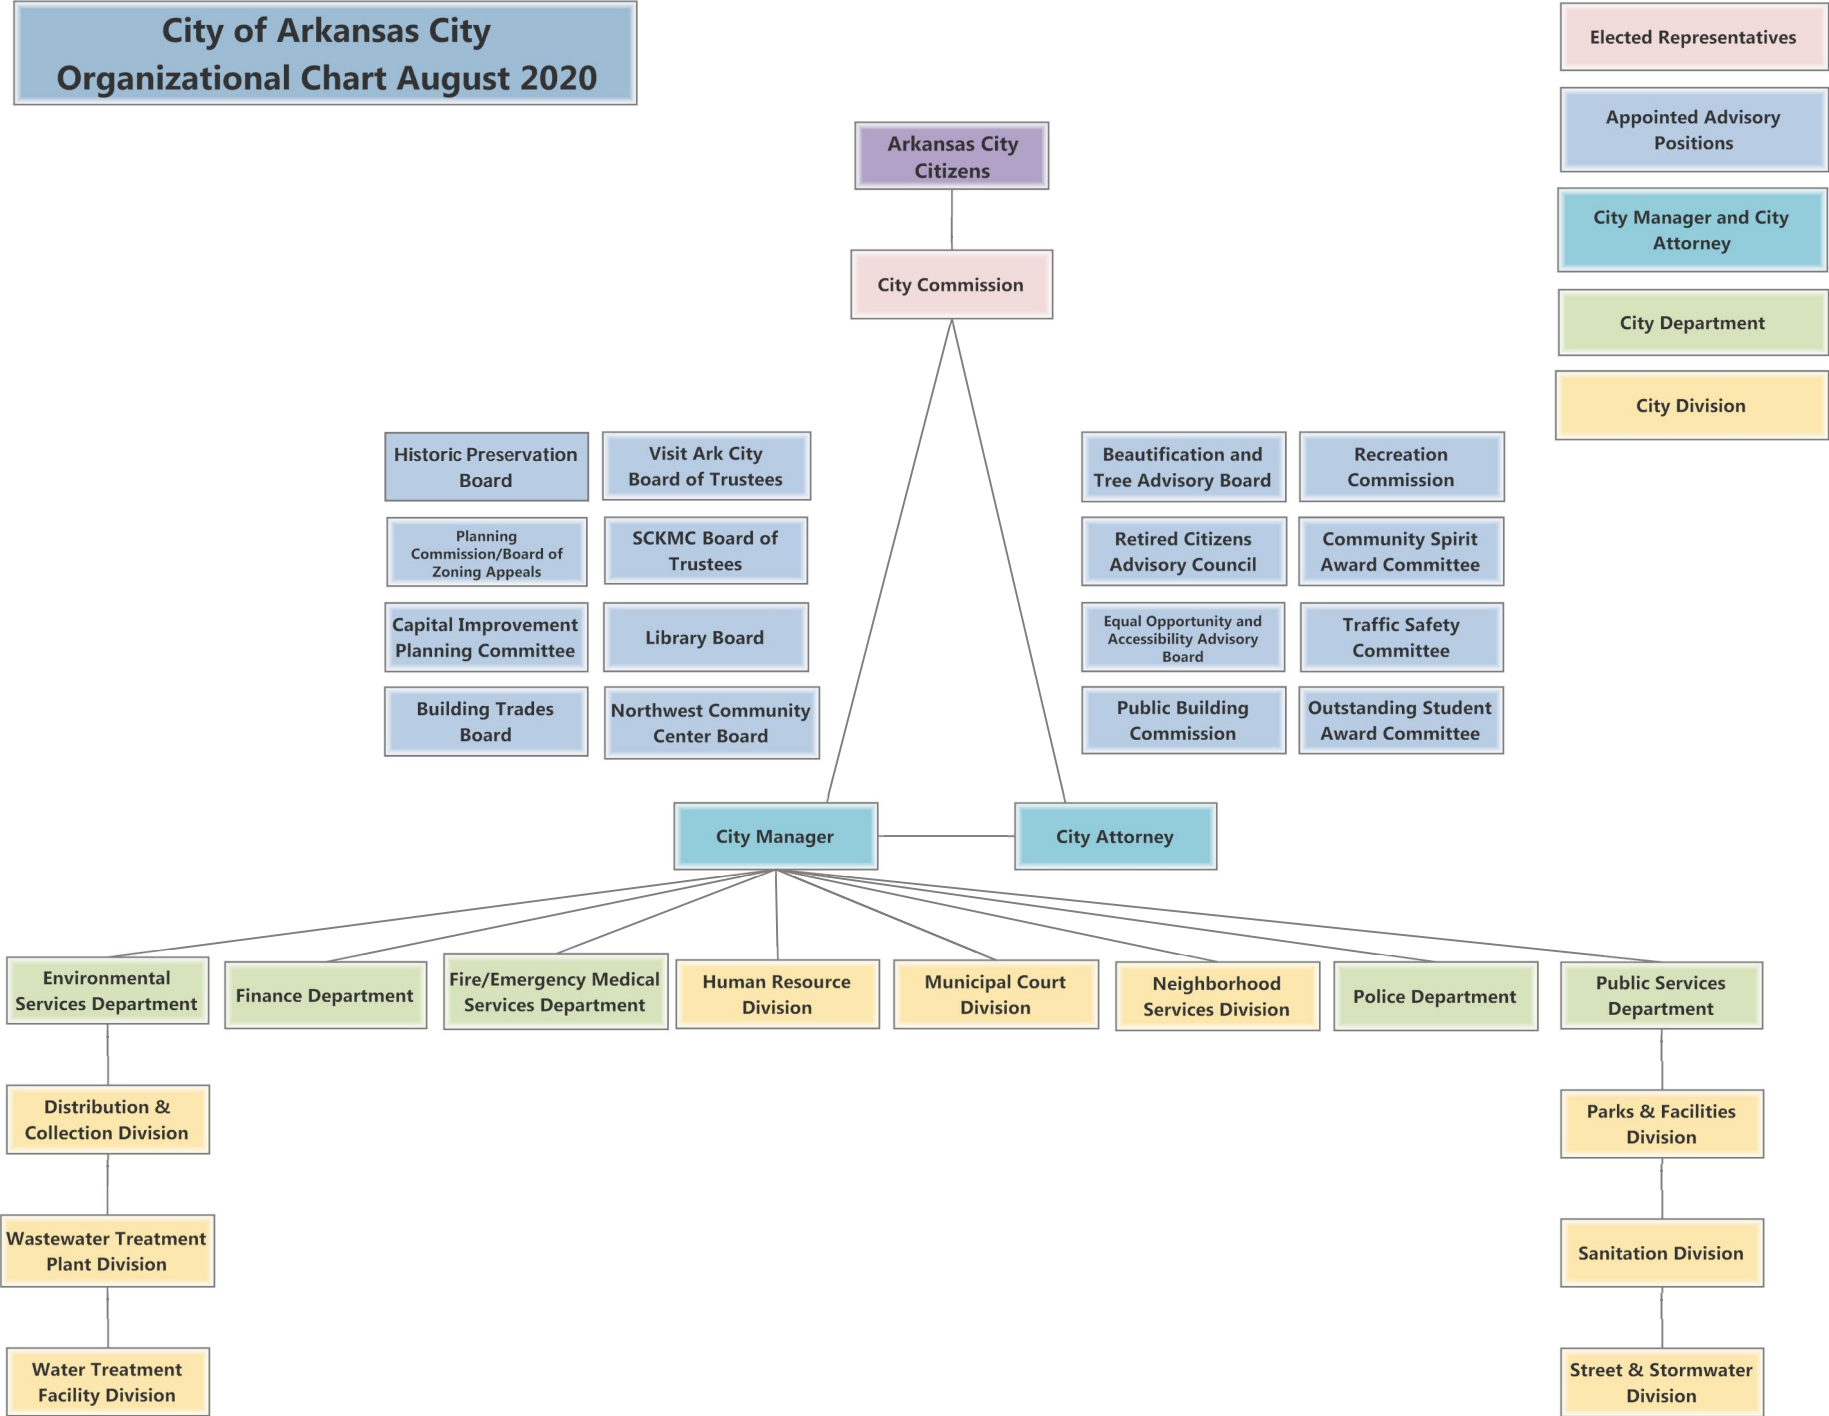 City of Arkansas City
Organizational Chart August 2020
Elected Representatives
Appointed Advisory
Positions
City Manager and City
Attorney
City Department
City Division
Arkansas City
Citizens
City Commission
Historic Preservation
Board
Visit Ark City
Board of Trustees
Beautification and
Tree Advisory Board
Recreation
Commission
Planning
Commission/Board of
Zoning Appeals
SCKMC Board of
Trustees
Retired Citizens
Advisory Council
Community Spirit
Award Committee
Capital Improvement
Planning Committee
Library Board
Equal Opportunity and
Accessibility Advisory
Board
Traffic Safety
Committee
Building Trades
Board
Northwest Community
Center Board
Public Building
Commission
Outstanding Student
Award Committee
City Manager
City Attorney
Environmental
Services Department
Finance Department
Fire/Emergency Medical
Services Department
Human Resource
Division
Municipal Court
Division
Neighborhood
Services Division
Police Department
Public Services
Department
Distribution &
Collection Division
Parks & Facilities
Division
Wastewater Treatment
Plant Division
Sanitation Division
Water Treatment
Facility Division
Street & Stormwater
Division